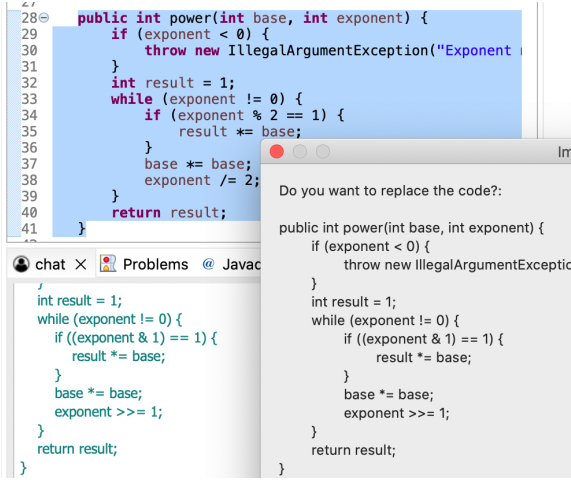 28 public int power(int base, int exponent) {
29 if (exponent < 0) {
30 throw new IllegalArgumentException("Exponent
31 }
32 int result = 1;
33 while (exponent != 0) {
34 if (exponent % 2 == 1) {
35 result *= base;
36 }
37 base *= base;
38 exponent /= 2;
39 }
40 return result;
41 }
chat Problems @ Javad
}
int result = 1;
while (exponent != 0) {
if ((exponent & 1) == 1) {
result *= base;
}
base *= base;
exponent >>= 1;
}
return result;
}
Do you want to replace the code?:
public int power(int base, int exponent) {
if (exponent < 0) {
throw new IllegalArgumentExceptio
}
int result = 1;
while (exponent != 0) {
if ((exponent & 1) == 1) {
result *= base;
}
base *= base;
exponent >>= 1;
}
return result;
}